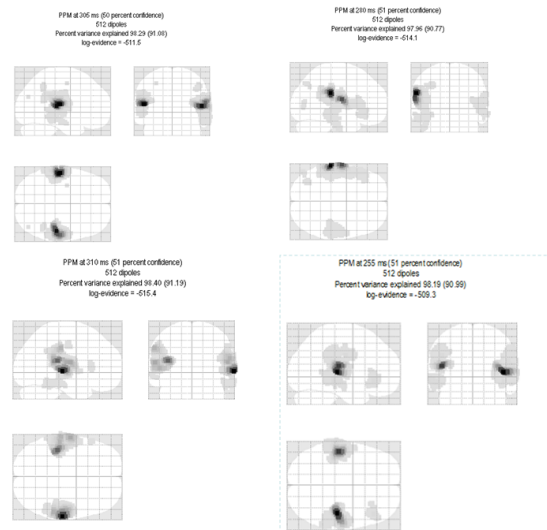 PPM at 305 ms (50 percent confidence)
512 dipoles
Percent variance explained 98.29 (91.08)
log-evidence = -511.5
PPM at 280 ms (51 percent confidence)
512 dipoles
Percent variance explained 97.96 (90.77)
log-evidence = -514.1
PPM at 310 ms (51 percent confidence)
512 dipoles
Percent variance explained 98.40 (91.19)
log-evidence = -515.4
PPM at 255 ms (51 percent confidence)
512 dipoles
Percent variance explained 98.19 (90.99)
log-evidence = -509.3